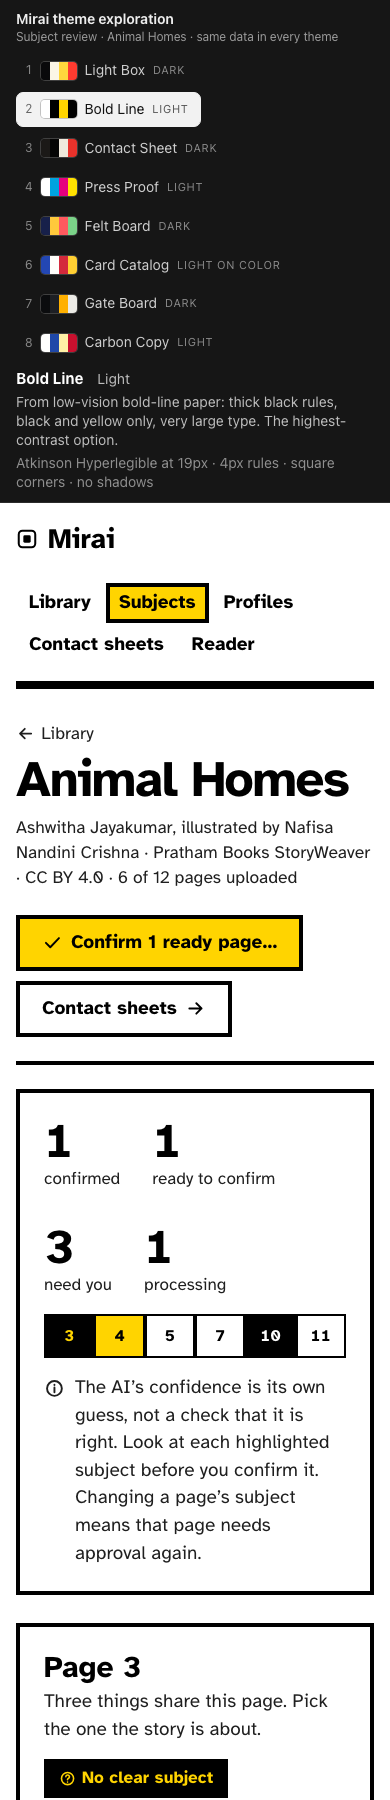 Mirai theme exploration
Subject review · Animal Homes · same data in every theme
1 Light Box DARK
2 Bold Line LIGHT
3 Contact Sheet DARK
4 Press Proof LIGHT
5 Felt Board DARK
6 Card Catalog LIGHT ON COLOR
7 Gate Board DARK
8 Carbon Copy LIGHT
Bold Line Light
From low-vision bold-line paper: thick black rules,
black and yellow only, very large type. The highest-
contrast option.
Atkinson Hyperlegible at 19px · 4px rules · square
corners · no shadows
Mirai
Library Subjects Profiles
Contact sheets Reader
← Library
Animal Homes
Ashwitha Jayakumar, illustrated by Nafisa
Nandini Crishna · Pratham Books StoryWeaver
· CC BY 4.0 · 6 of 12 pages uploaded
✓ Confirm 1 ready page…
Contact sheets →
1 1
confirmed ready to confirm
3 1
need you processing
3 4 5 7 10 11
The AI’s confidence is its own
guess, not a check that it is
right. Look at each highlighted
subject before you confirm it.
Changing a page’s subject
means that page needs
approval again.
Page 3
Three things share this page. Pick
the one the story is about.
No clear subject